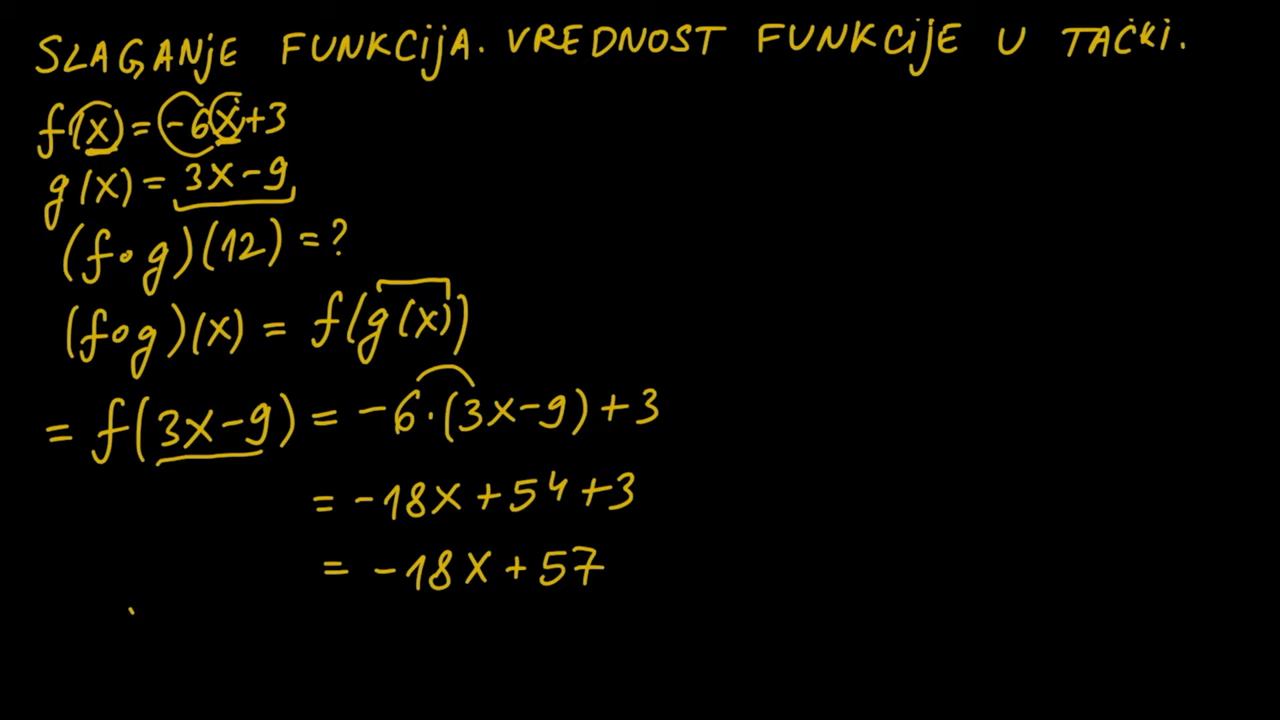 SLAGANjE FUNKCijA. VREDNOST FUNKCijE U TAČKi.
f(x) = -6x+3
g(x) = 3x-9
(f∘g)(12) = ?
(f∘g)(x) = f(g(x))
= f(3x-9) = -6·(3x-9)+3
= -18x+54+3
= -18x+57